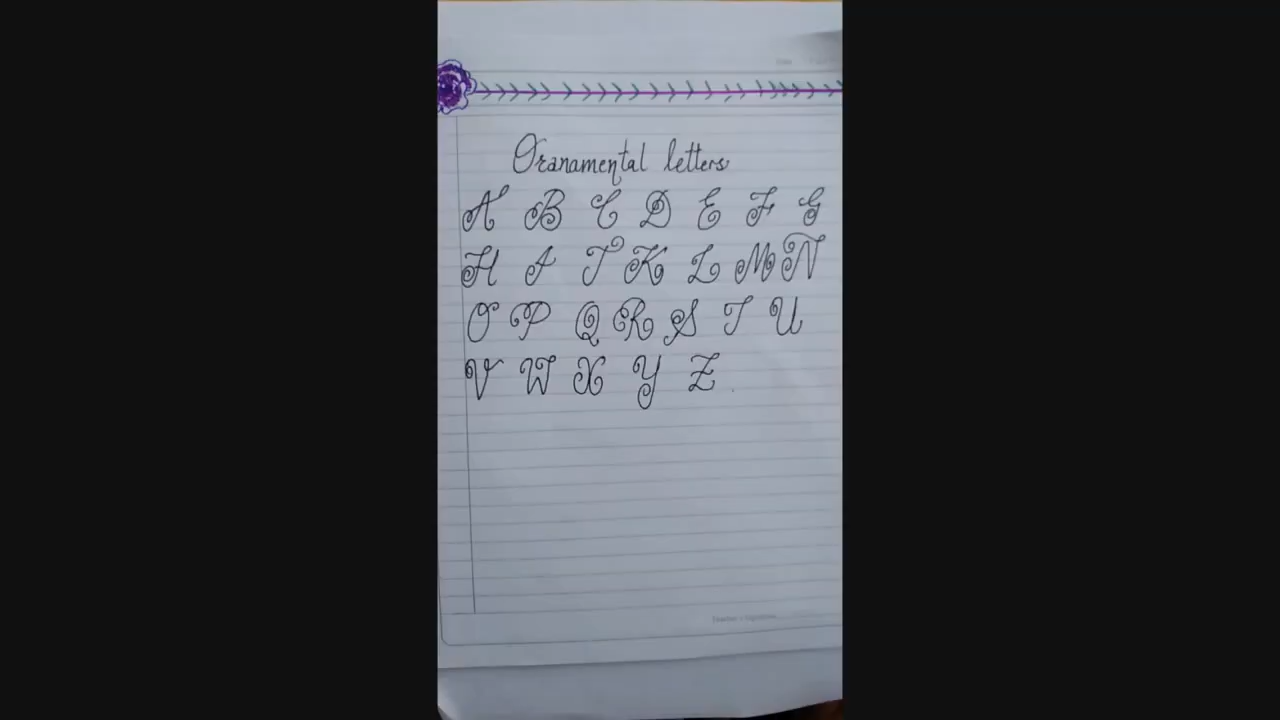 Oranamental letters
A B C D E F G
H I J K L M N
O P Q R S T U
V W X Y Z